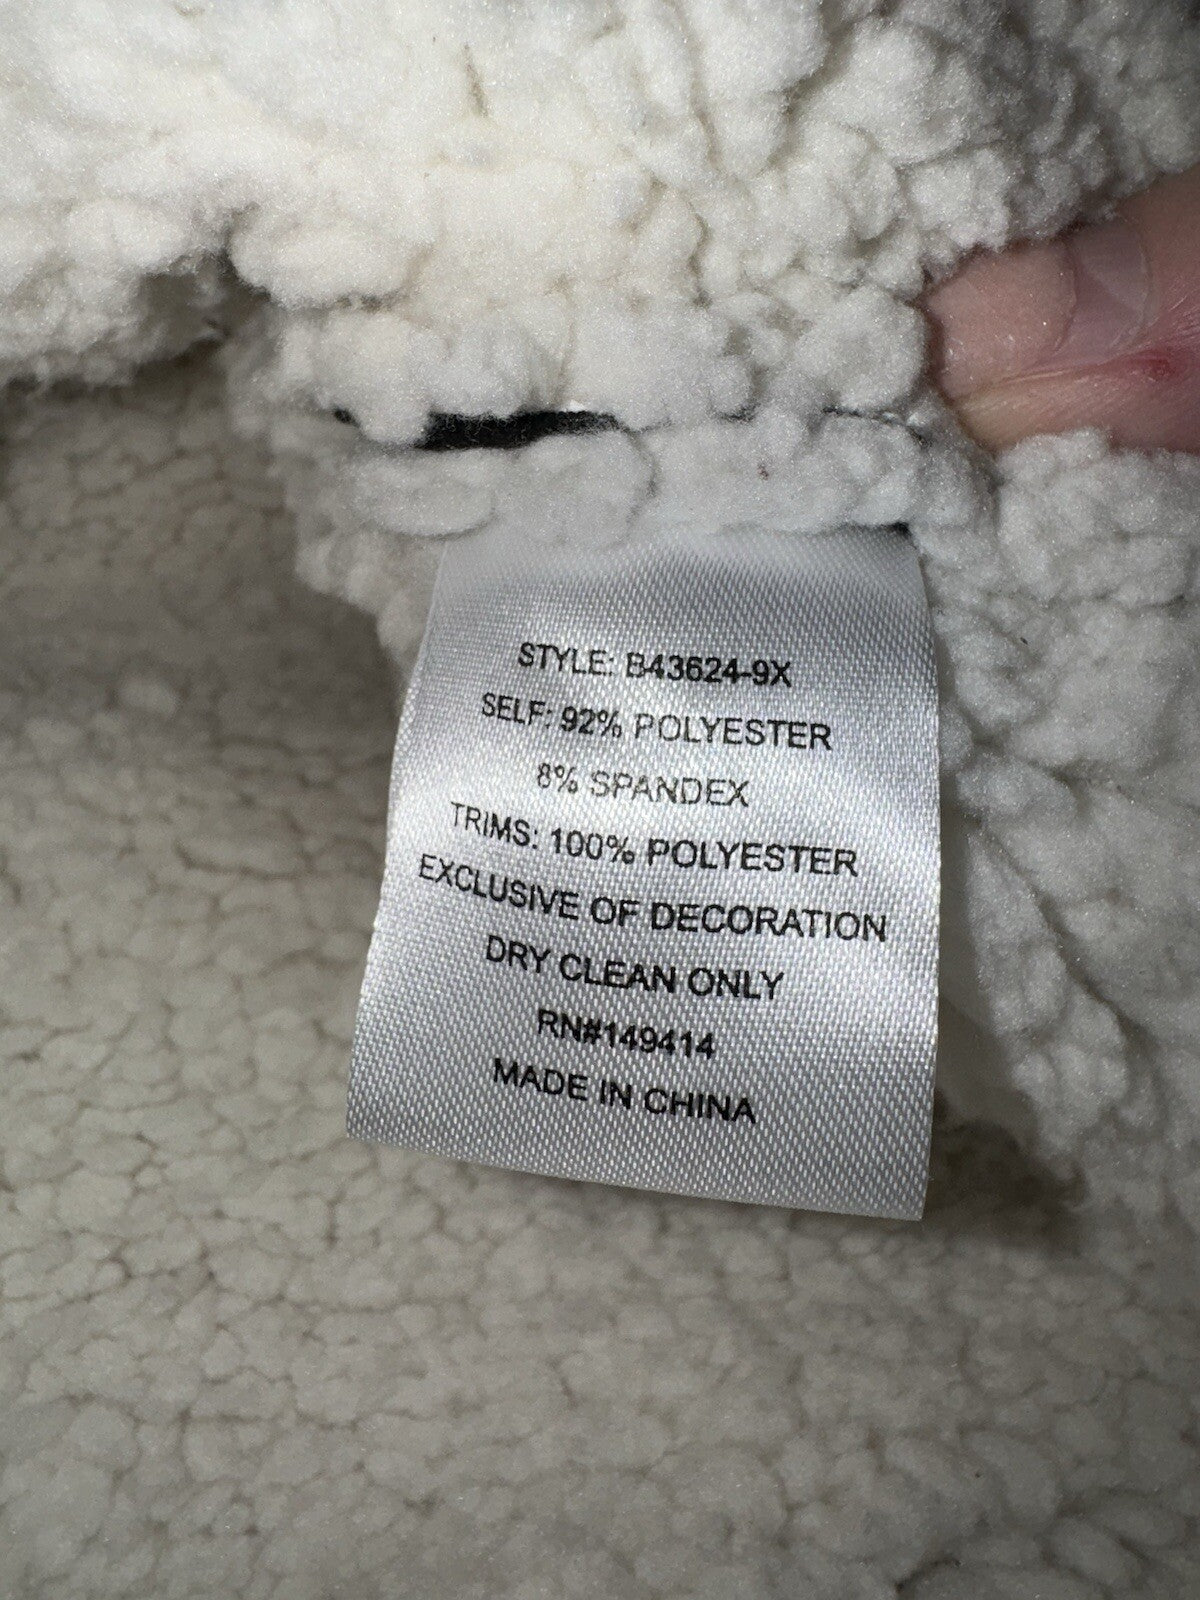 STYLE: B43624-9X
SELF: 92% POLYESTER
8% SPANDEX
TRIMS: 100% POLYESTER
EXCLUSIVE OF DECORATION
DRY CLEAN ONLY
RN#149414
MADE IN CHINA